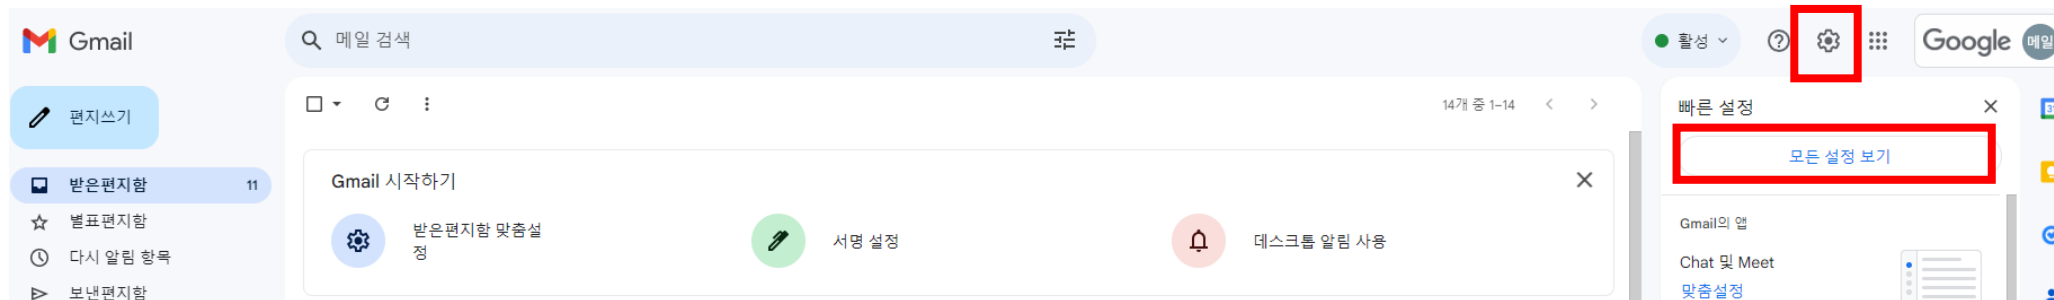 Gmail
메일 검색
활성
Google
메일
편지쓰기
14개 중 1–14
빠른 설정
모든 설정 보기
받은편지함 11
Gmail 시작하기
별표편지함
받은편지함 맞춤설
정
서명 설정
데스크톱 알림 사용
Gmail의 앱
다시 알림 항목
Chat 및 Meet
보낸편지함
맞춤설정